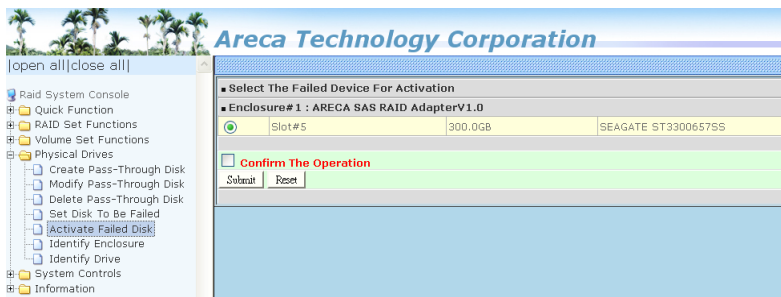 Areca Technology Corporation
|open all|close all|
Raid System Console
Quick Function
RAID Set Functions
Volume Set Functions
Physical Drives
Create Pass-Through Disk
Modify Pass-Through Disk
Delete Pass-Through Disk
Set Disk To Be Failed
Activate Failed Disk
Identify Enclosure
Identify Drive
System Controls
Information
Select The Failed Device For Activation
Enclosure#1 : ARECA SAS RAID AdapterV1.0
Slot#5 300.0GB SEAGATE ST3300657SS
Confirm The Operation
Submit Reset